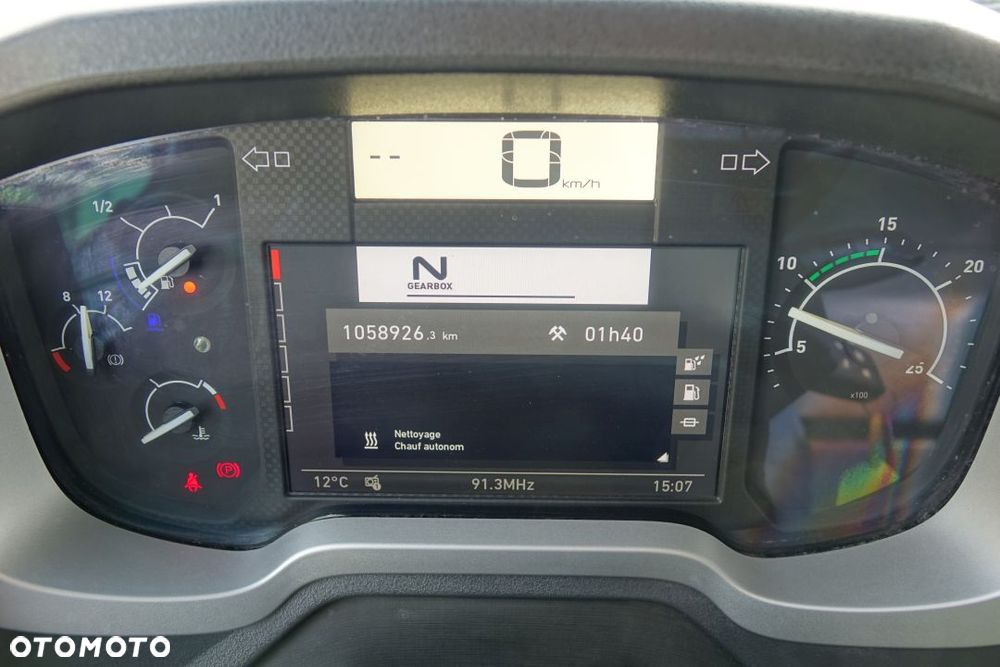 -- 0 km/h
1/2 1
8 12
N
GEARBOX
1058926.3 km 01h40
Nettoyage
Chauf autonom
12°C 91.3MHz 15:07
5 10 15 20 25
x100
OTOMOTO